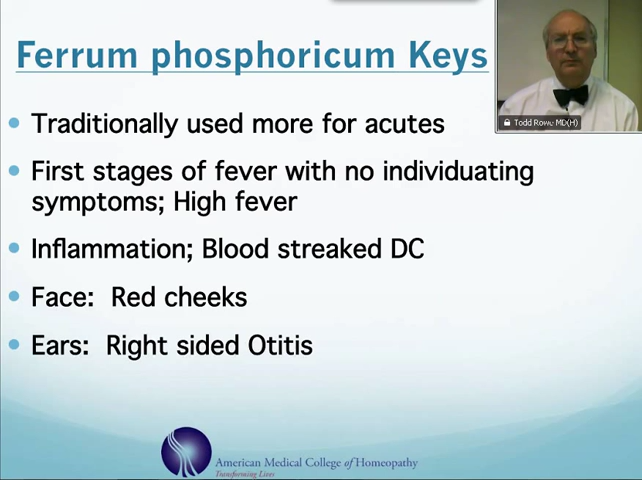 Ferrum phosphoricum Keys
Todd Rowe MD(H)
Traditionally used more for acutes
First stages of fever with no individuating
symptoms; High fever
Inflammation; Blood streaked DC
Face: Red cheeks
Ears: Right sided Otitis
American Medical College of Homeopathy
Transforming Lives